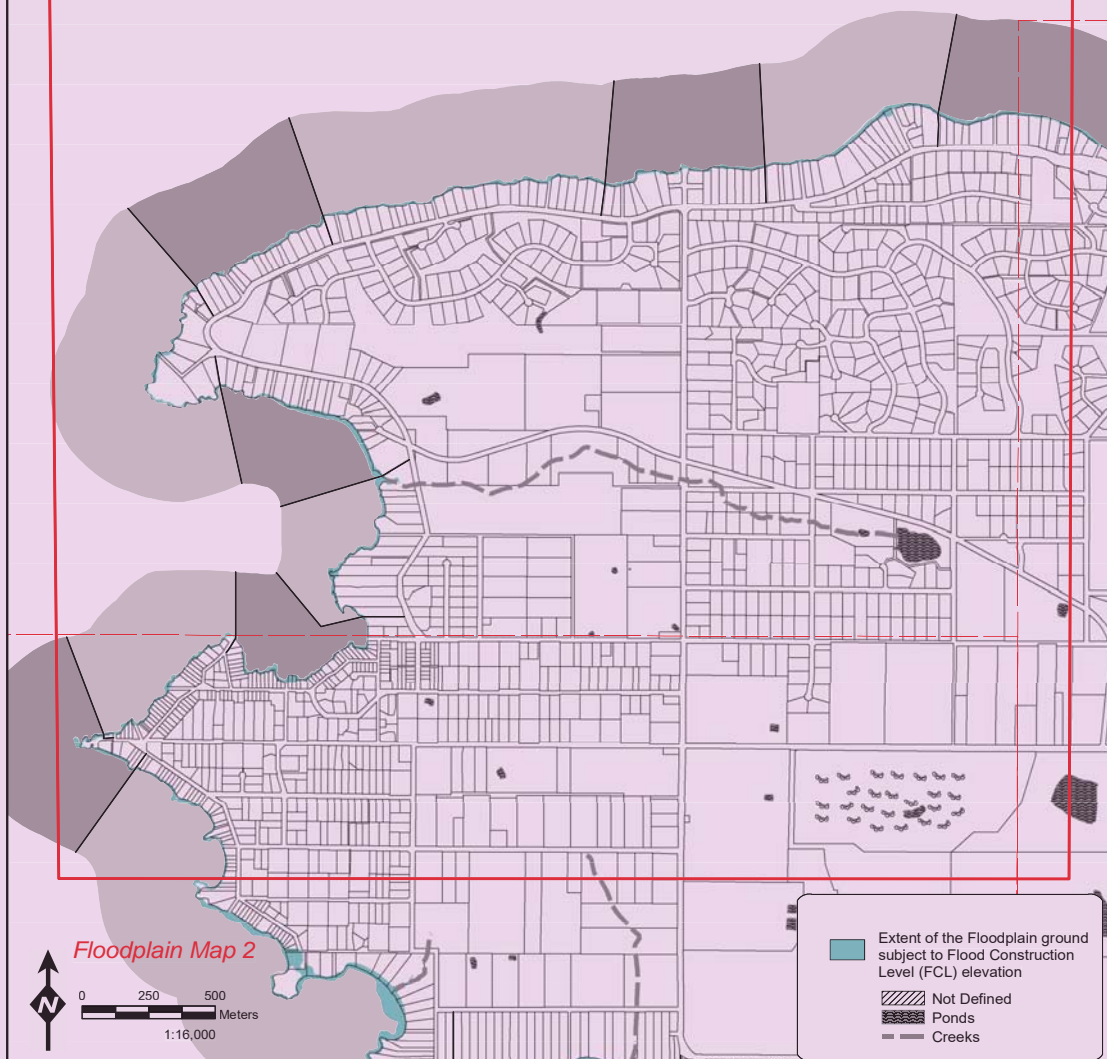 Floodplain Map 2
N
0 250 500
Meters
1:16,000
Extent of the Floodplain ground
subject to Flood Construction
Level (FCL) elevation
Not Defined
Ponds
Creeks